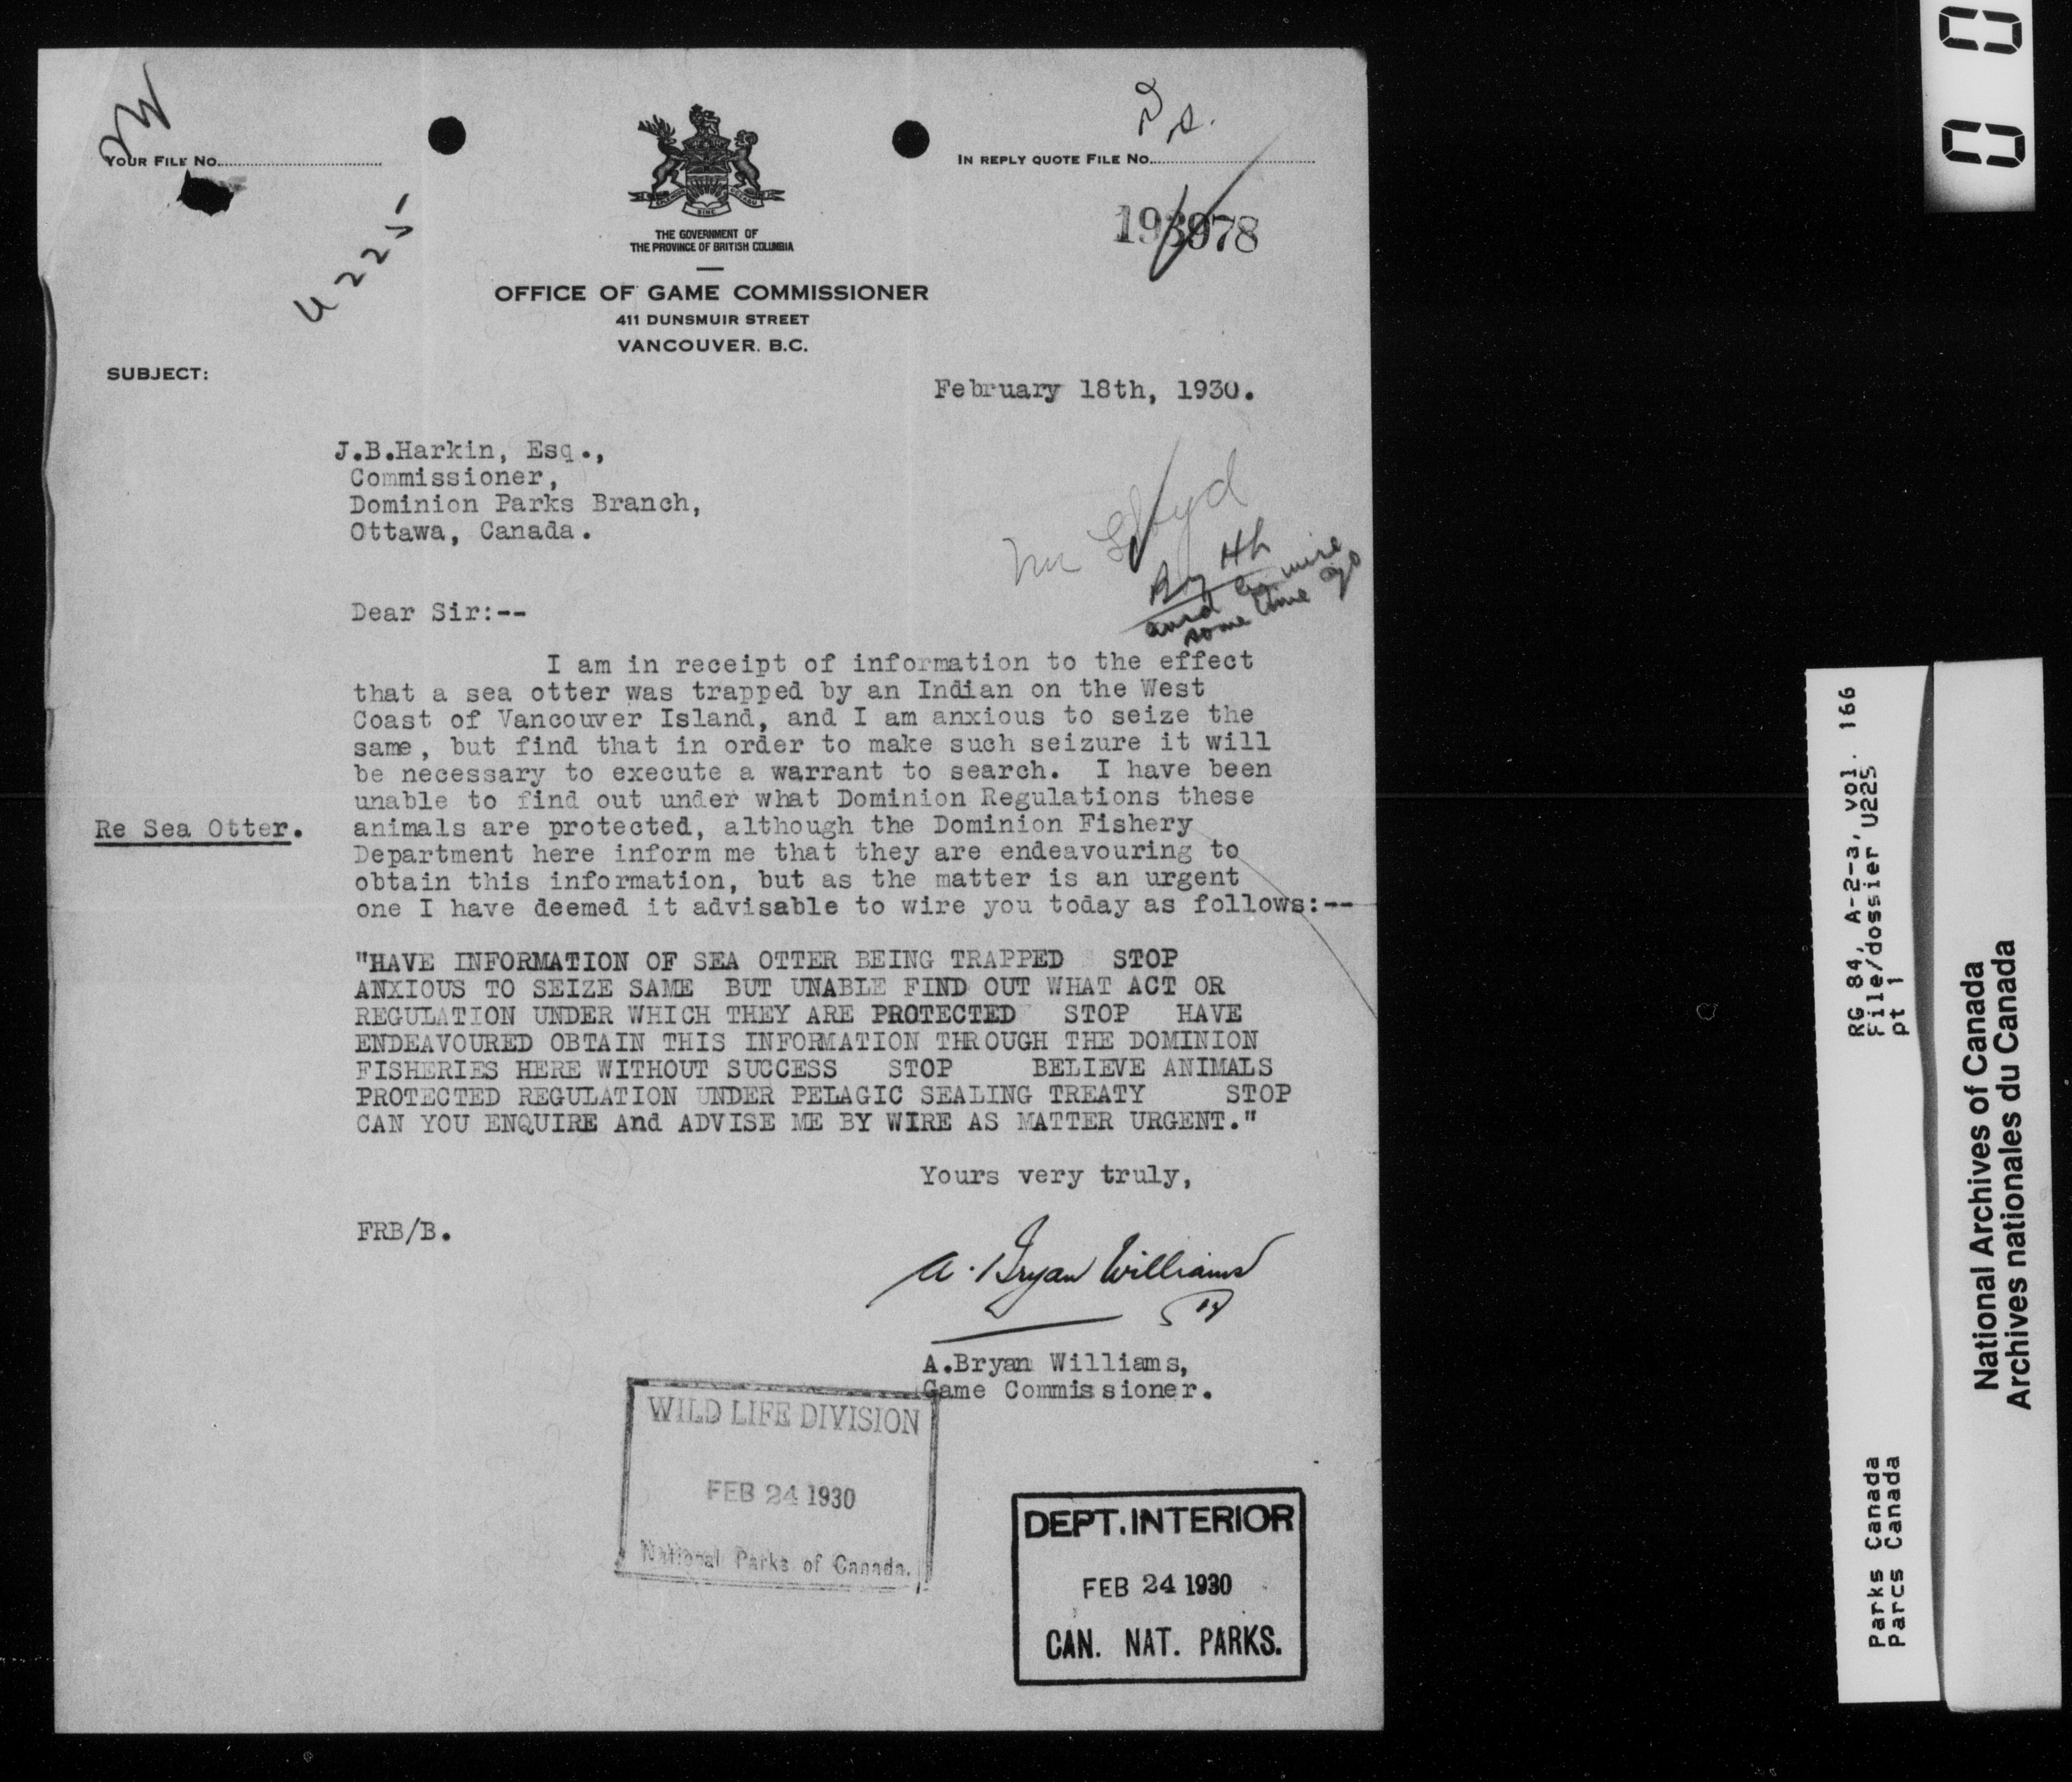 YOUR FILE No.
IN REPLY QUOTE FILE No.
U 225
193978
THE GOVERNMENT OF
THE PROVINCE OF BRITISH COLUMBIA
OFFICE OF GAME COMMISSIONER
411 DUNSMUIR STREET
VANCOUVER. B.C.
SUBJECT:
February 18th, 1930.
J.B.Harkin, Esq.,
Commissioner,
Dominion Parks Branch,
Ottawa, Canada.
Mr Lloyd
HL
by wire
some time ago
Dear Sir:--
I am in receipt of information to the effect
that a sea otter was trapped by an Indian on the West
Coast of Vancouver Island, and I am anxious to seize the
same, but find that in order to make such seizure it will
be necessary to execute a warrant to search. I have been
unable to find out under what Dominion Regulations these
Re Sea Otter.
animals are protected, although the Dominion Fishery
Department here inform me that they are endeavouring to
obtain this information, but as the matter is an urgent
one I have deemed it advisable to wire you today as follows:--
"HAVE INFORMATION OF SEA OTTER BEING TRAPPED STOP
ANXIOUS TO SEIZE SAME BUT UNABLE FIND OUT WHAT ACT OR
REGULATION UNDER WHICH THEY ARE PROTECTED STOP HAVE
ENDEAVOURED OBTAIN THIS INFORMATION THROUGH THE DOMINION
FISHERIES HERE WITHOUT SUCCESS STOP BELIEVE ANIMALS
PROTECTED REGULATION UNDER PELAGIC SEALING TREATY STOP
CAN YOU ENQUIRE And ADVISE ME BY WIRE AS MATTER URGENT."
Yours very truly,
FRB/B.
A. Bryan Williams
A.Bryan Williams,
Game Commissioner.
WILD LIFE DIVISION
FEB 24 1930
National Parks of Canada.
DEPT. INTERIOR
FEB 24 1930
CAN. NAT. PARKS.
0 0
RG 84, A-2-3, vol. 166
File/dossier U225
pt 1
Parks Canada
Parcs Canada
National Archives of Canada
Archives nationales du Canada